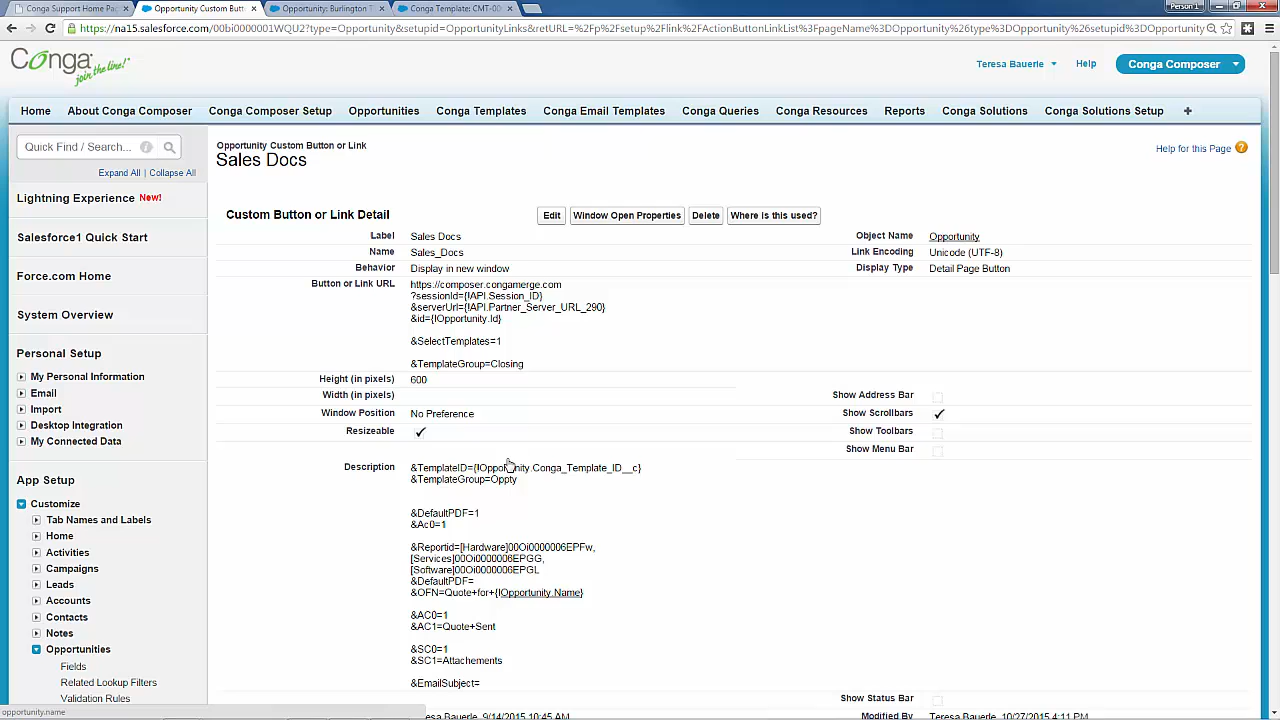 Conga Support Home Pa
Opportunity Custom Butt
Opportunity: Burlington T
Conga Template: CMT-00
Person 1
https://na15.salesforce.com/00bi0000001WQU2?type=Opportunity&setupid=OpportunityLinks&retURL=%2Fp%2Fsetup%2Flink%2FActionButtonLinkList%3FpageName%3DOpportunity%26type%3DOpportunity%26setupid%3DOpportunity
Conga
join the line!
Teresa Bauerle
Help
Conga Composer
Home
About Conga Composer
Conga Composer Setup
Opportunities
Conga Templates
Conga Email Templates
Conga Queries
Conga Resources
Reports
Conga Solutions
Conga Solutions Setup
+
Quick Find / Search...
Expand All | Collapse All
Lightning Experience New!
Salesforce1 Quick Start
Force.com Home
System Overview
Personal Setup
My Personal Information
Email
Import
Desktop Integration
My Connected Data
App Setup
Customize
Tab Names and Labels
Home
Activities
Campaigns
Leads
Accounts
Contacts
Notes
Opportunities
Fields
Related Lookup Filters
Validation Rules
opportunity.name
Opportunity Custom Button or Link
Sales Docs
Help for this Page
Custom Button or Link Detail
Edit
Window Open Properties
Delete
Where is this used?
Label Sales Docs
Object Name Opportunity
Name Sales_Docs
Link Encoding Unicode (UTF-8)
Behavior Display in new window
Display Type Detail Page Button
Button or Link URL https://composer.congamerge.com
?sessionId={!API.Session_ID}
&serverUrl={!API.Partner_Server_URL_290}
&id={!Opportunity.Id}
&SelectTemplates=1
&TemplateGroup=Closing
Height (in pixels) 600
Width (in pixels)
Show Address Bar
Window Position No Preference
Show Scrollbars
Resizeable
Show Toolbars
Show Menu Bar
Description &TemplateID={!Opportunity.Conga_Template_ID__c}
&TemplateGroup=Oppty
&DefaultPDF=1
&Ac0=1
&Reportid=[Hardware]00Oi0000006EPFw,
[Services]00Oi0000006EPGG,
[Software]00Oi0000006EPGL
&DefaultPDF=
&OFN=Quote+for+{!Opportunity.Name}
&AC0=1
&AC1=Quote+Sent
&SC0=1
&SC1=Attachements
&EmailSubject=
Show Status Bar
Teresa Bauerle, 9/14/2015 10:45 AM
Modified By Teresa Bauerle, 10/27/2015 4:11 PM